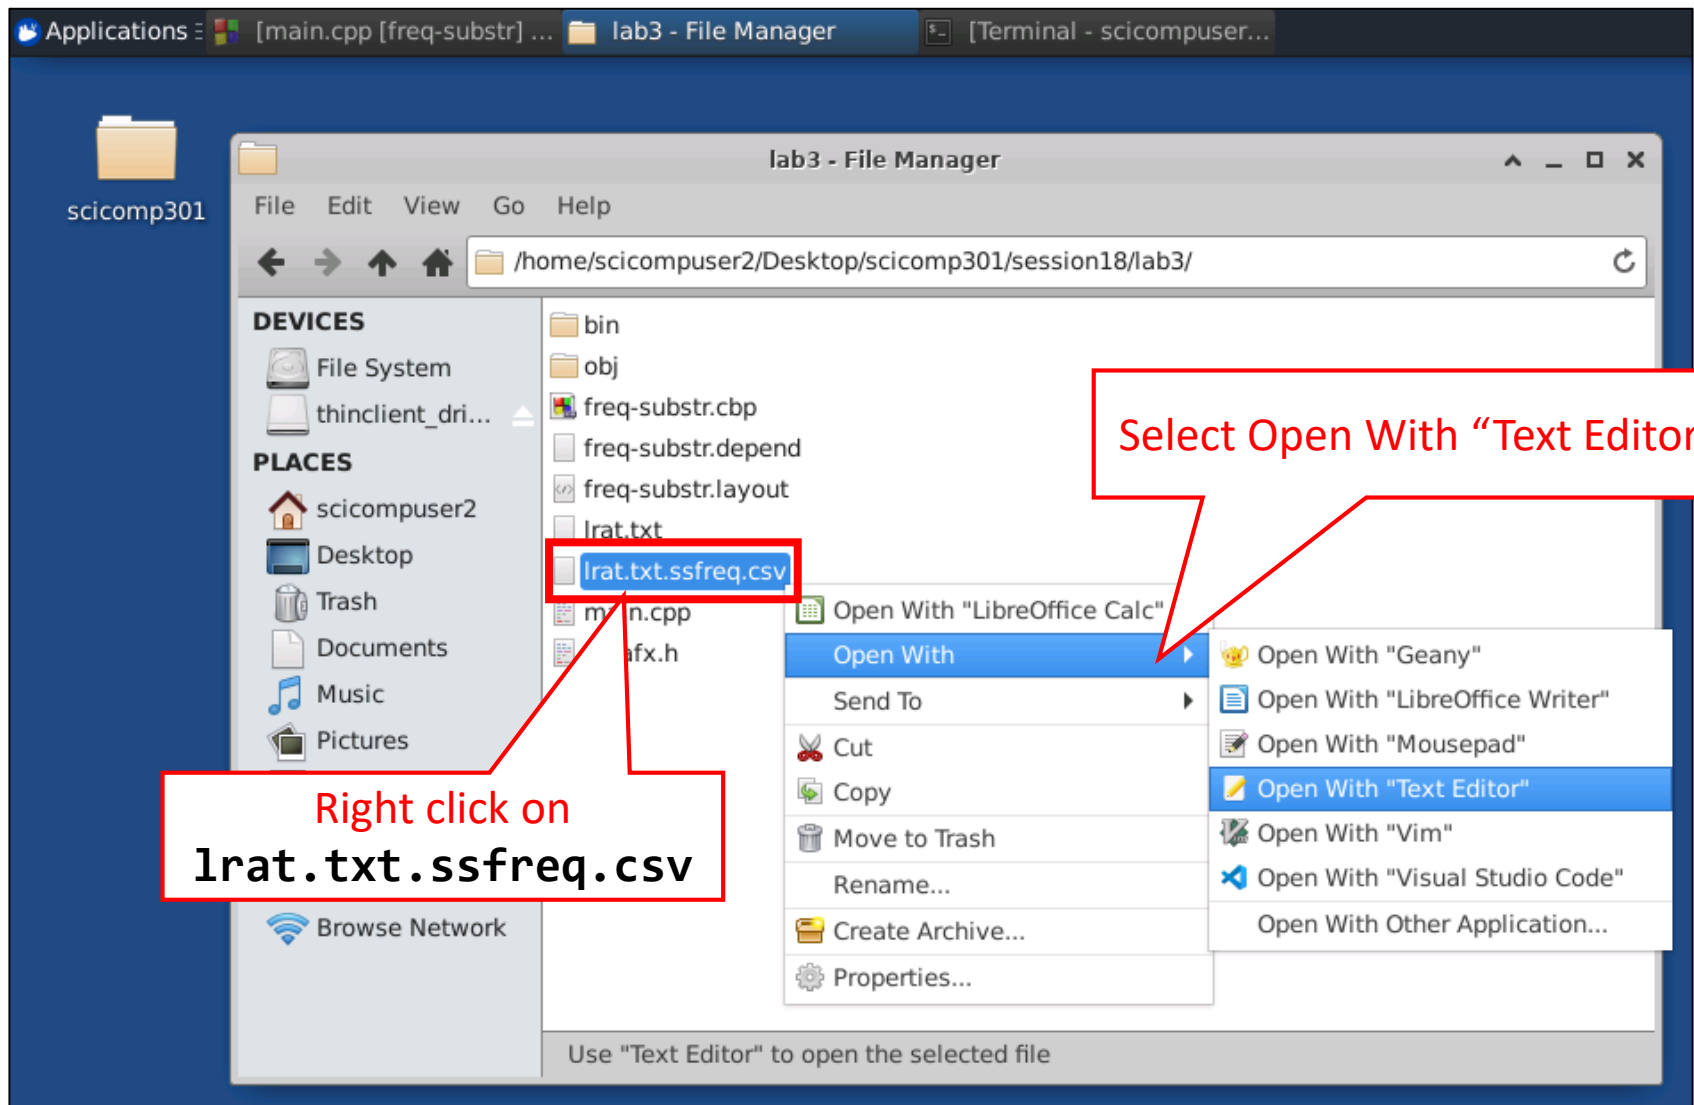 Applications
[main.cpp [freq-substr] ...
lab3 - File Manager
[Terminal - scicompuser...
scicomp301
lab3 - File Manager
File Edit View Go Help
/home/scicompuser2/Desktop/scicomp301/session18/lab3/
DEVICES
File System
thinclient_dri...
PLACES
scicompuser2
Desktop
Trash
Documents
Music
Pictures
Browse Network
bin
obj
freq-substr.cbp
freq-substr.depend
freq-substr.layout
lrat.txt
lrat.txt.ssfreq.csv
main.cpp
afx.h
Select Open With “Text Editor
Right click on
lrat.txt.ssfreq.csv
Open With "LibreOffice Calc"
Open With
Send To
Cut
Copy
Move to Trash
Rename...
Create Archive...
Properties...
Open With "Geany"
Open With "LibreOffice Writer"
Open With "Mousepad"
Open With "Text Editor"
Open With "Vim"
Open With "Visual Studio Code"
Open With Other Application...
Use "Text Editor" to open the selected file